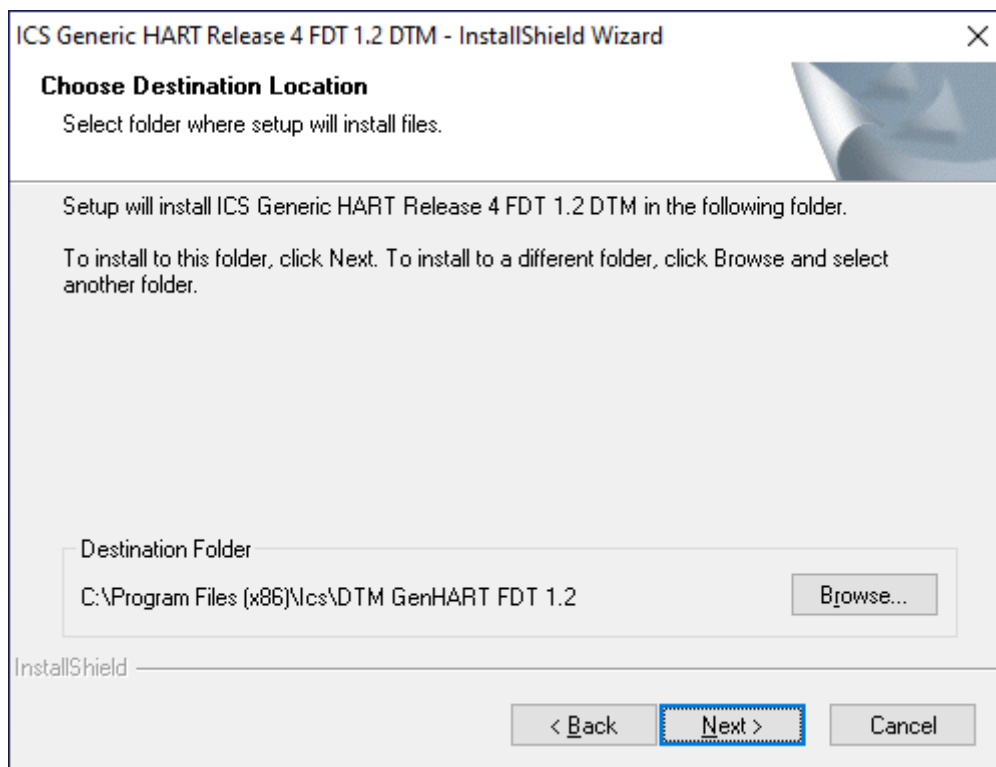 ICS Generic HART Release 4 FDT 1.2 DTM - InstallShield Wizard
Choose Destination Location
Select folder where setup will install files.
Setup will install ICS Generic HART Release 4 FDT 1.2 DTM in the following folder.
To install to this folder, click Next. To install to a different folder, click Browse and select
another folder.
Destination Folder
C:\Program Files (x86)\Ics\DTM GenHART FDT 1.2
Browse...
InstallShield
< Back
Next >
Cancel